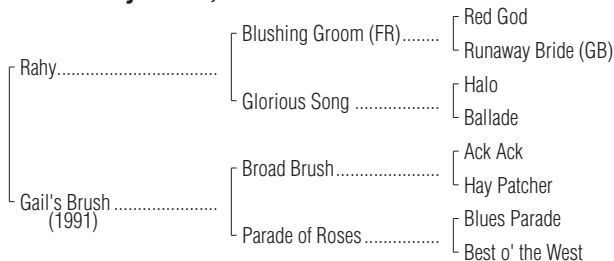 Red God
Blushing Groom (FR)........
Runaway Bride (GB)
Rahy.................................
Halo
Glorious Song .................
Ballade
Ack Ack
Broad Brush.....................
Hay Patcher
Gail's Brush .....................
(1991)
Blues Parade
Parade of Roses...............
Best o' the West